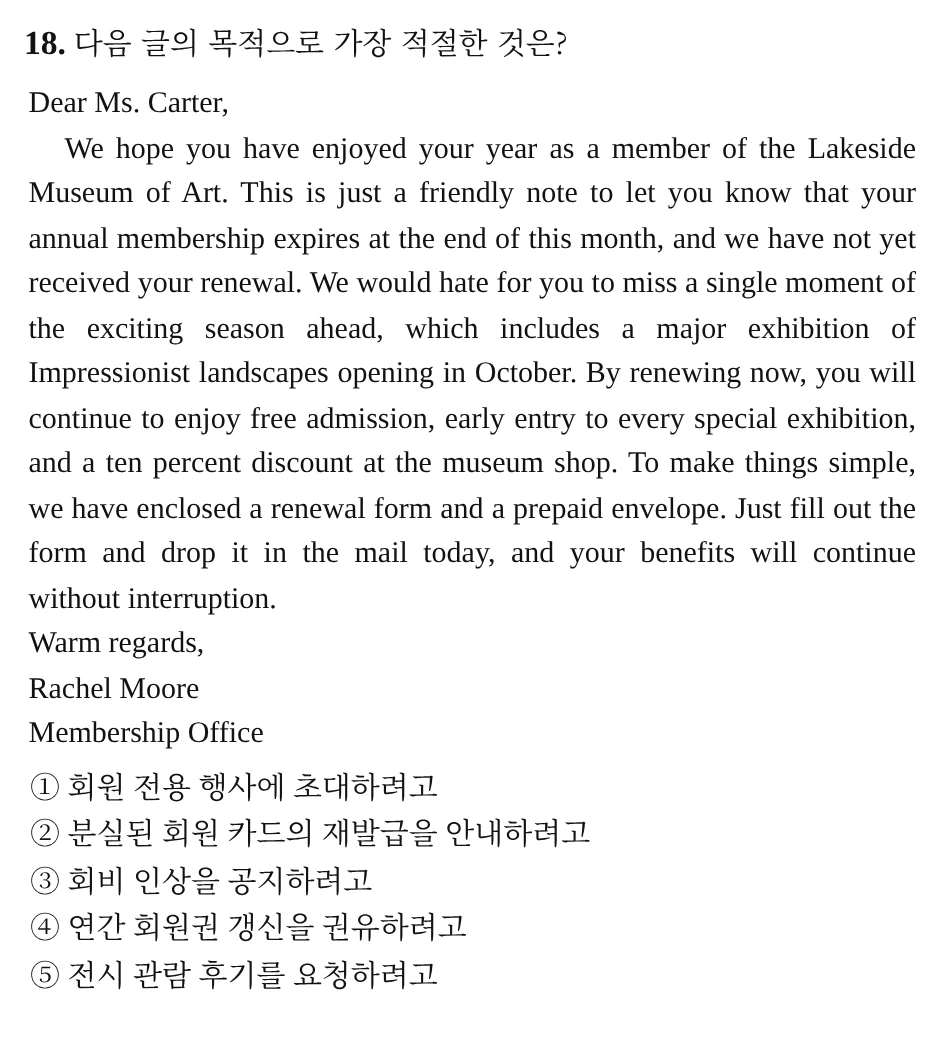 18. 다음 글의 목적으로 가장 적절한 것은?
Dear Ms. Carter,
We hope you have enjoyed your year as a member of the Lakeside
Museum of Art. This is just a friendly note to let you know that your
annual membership expires at the end of this month, and we have not yet
received your renewal. We would hate for you to miss a single moment of
the exciting season ahead, which includes a major exhibition of
Impressionist landscapes opening in October. By renewing now, you will
continue to enjoy free admission, early entry to every special exhibition,
and a ten percent discount at the museum shop. To make things simple,
we have enclosed a renewal form and a prepaid envelope. Just fill out the
form and drop it in the mail today, and your benefits will continue
without interruption.
Warm regards,
Rachel Moore
Membership Office
① 회원 전용 행사에 초대하려고
② 분실된 회원 카드의 재발급을 안내하려고
③ 회비 인상을 공지하려고
④ 연간 회원권 갱신을 권유하려고
⑤ 전시 관람 후기를 요청하려고